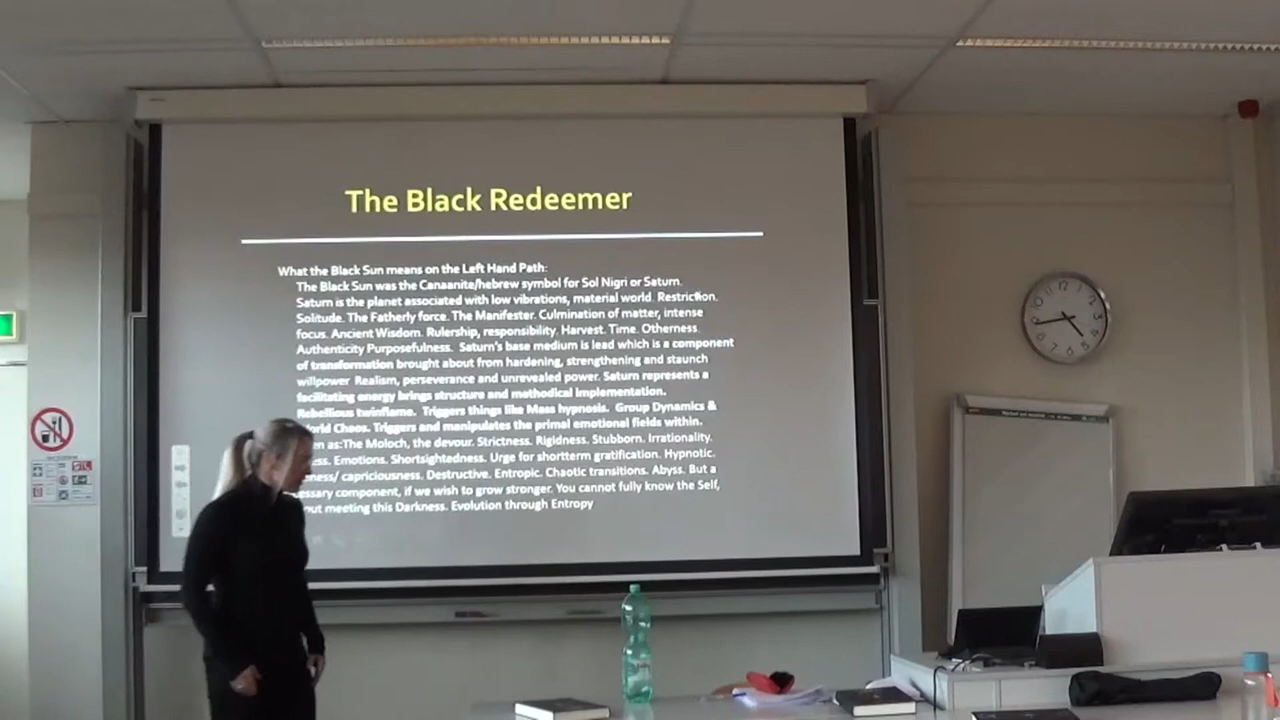 The Black Redeemer
What the Black Sun means on the Left Hand Path:
The Black Sun was the Canaanite/hebrew symbol for Sol Nigri or Saturn.
Saturn is the planet associated with low vibrations, material world. Restriction.
Solitude. The Fatherly force. The Manifester. Culmination of matter, intense
focus. Ancient Wisdom. Rulership, responsibility. Harvest. Time. Otherness
Authenticity Purposefulness. Saturn's base medium is lead which is a component
of transformation brought about from hardening, strengthening and staunch
willpower Realism, perseverance and unrevealed power. Saturn represents a
facilitating energy brings structure and methodical implementation.
Rebellious twinflame. Triggers things like Mass hypnosis. Group Dynamics &
World Chaos. Triggers and manipulates the primal emotional fields within.
as:The Moloch, the devour. Strictness. Rigidness. Stubborn. Irrationality.
Emotions. Shortsightedness. Urge for shortterm gratification. Hypnotic.
capriciousness. Destructive. Entropic. Chaotic transitions. Abyss. But a
component, if we wish to grow stronger. You cannot fully know the Self,
meeting this Darkness. Evolution through Entropy